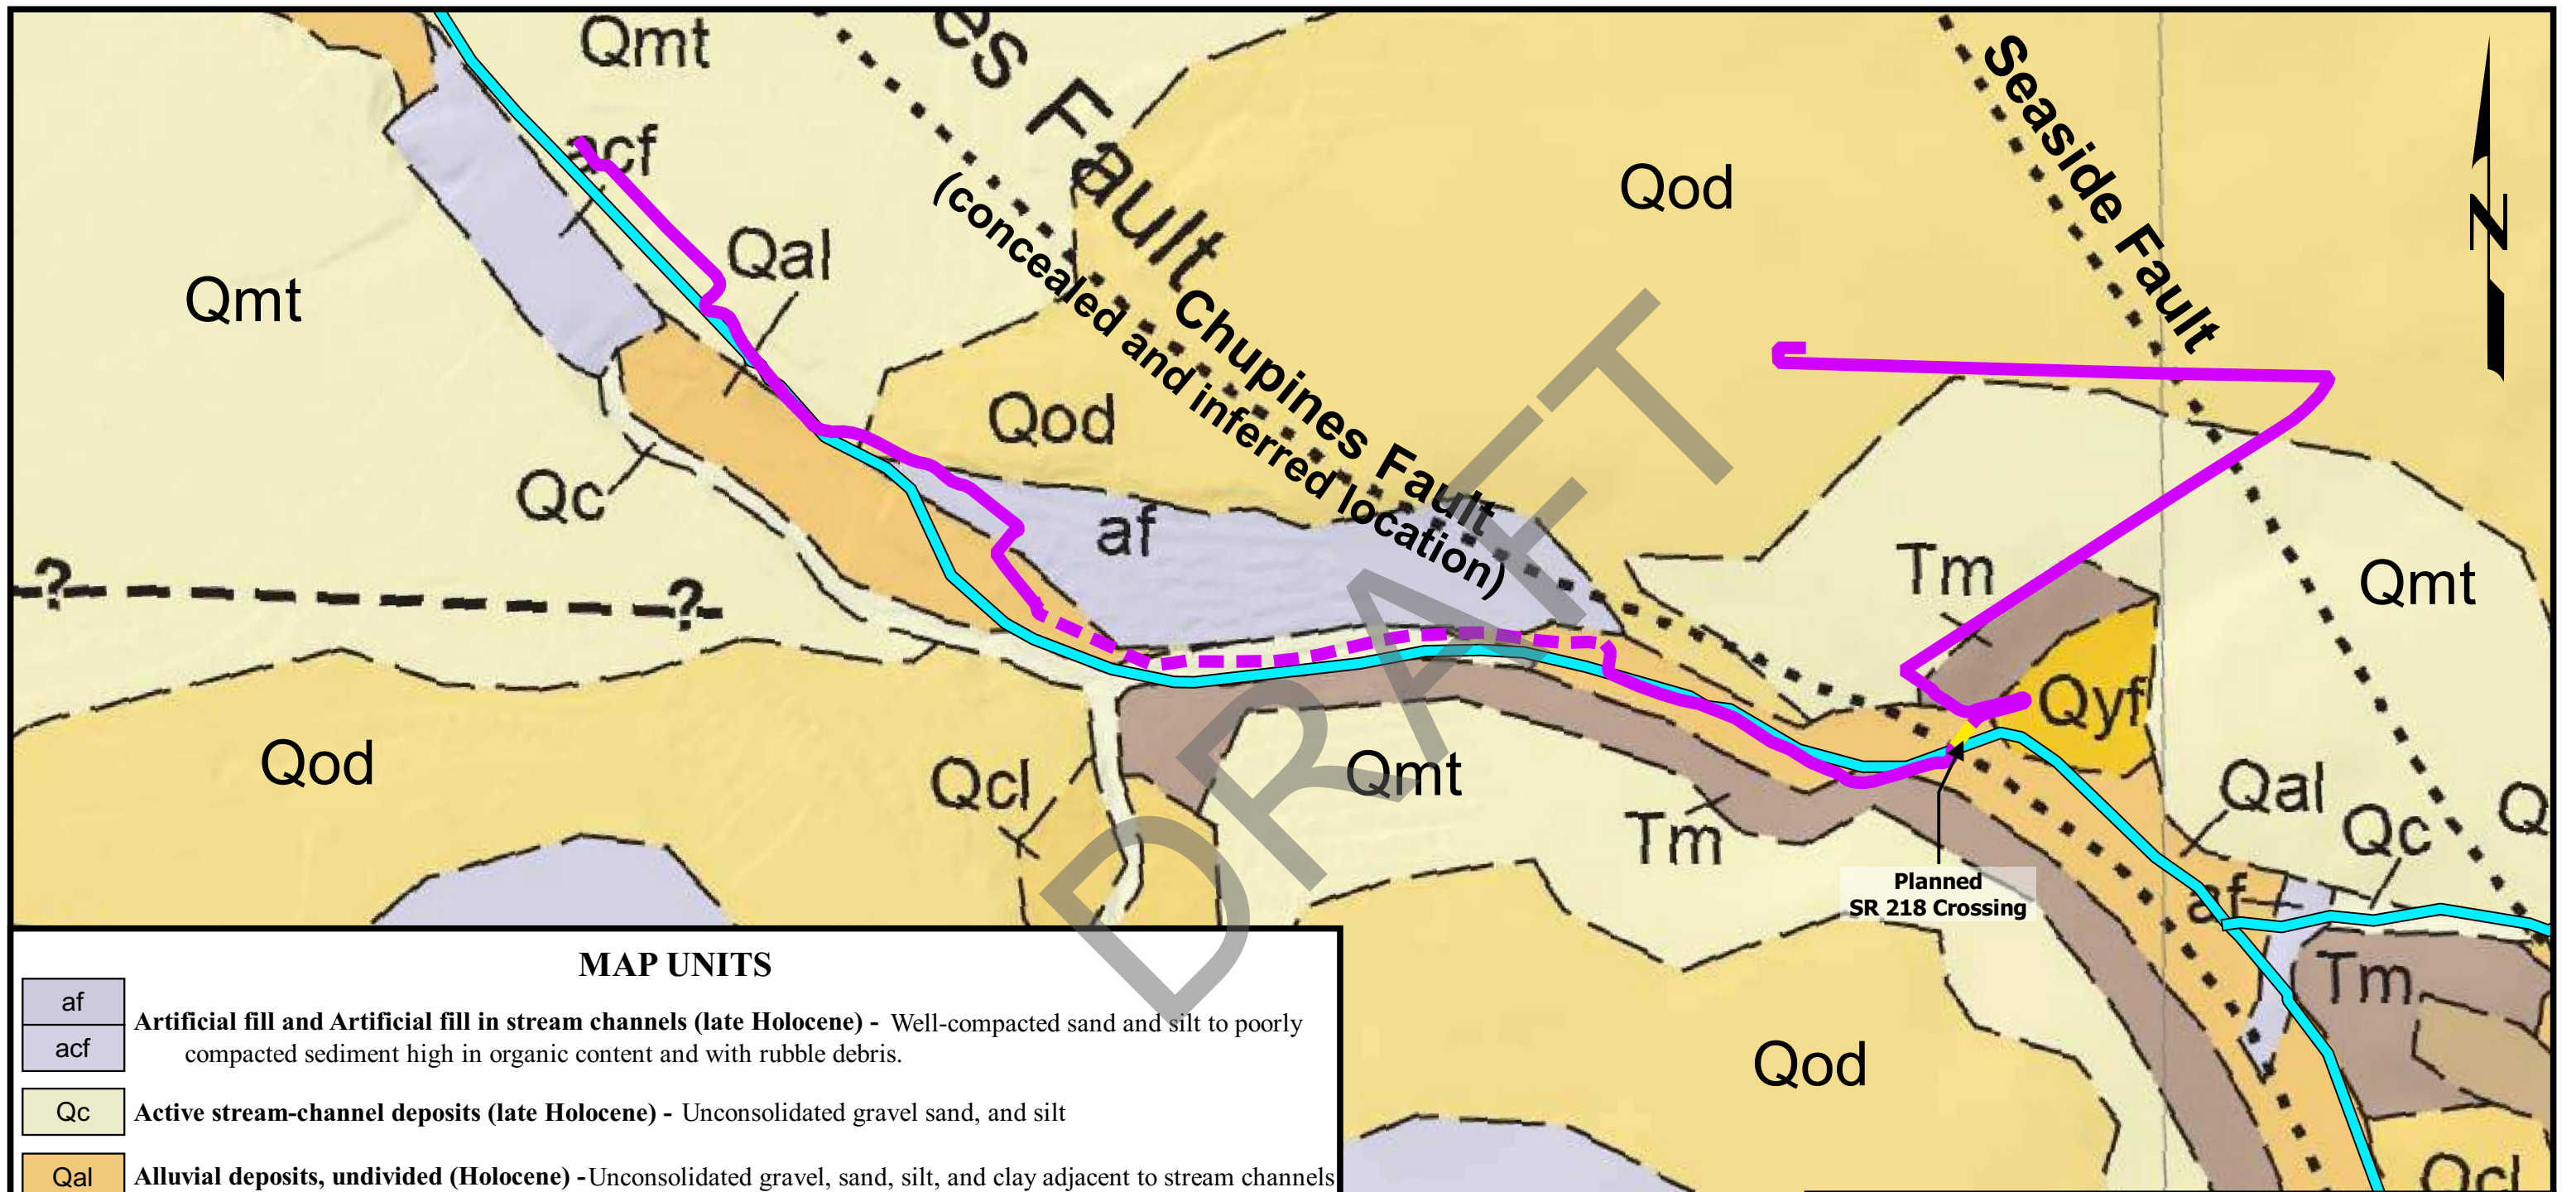 Qmt
es Fault
Seaside Fault
acf
Qal
Qod
N
(concealed and inferred location)
Chupines Fault
Qmt
Qod
Qc
af
Tm
Qmt
?
?
Qod
Qcl
Qmt
Qyf
Tm
Qal
Qc
Q
Planned
SR 218 Crossing
af
Tm
Qod
Qcl
DRAFT
MAP UNITS
af
acf
Artificial fill and Artificial fill in stream channels (late Holocene) - Well-compacted sand and silt to poorly
compacted sediment high in organic content and with rubble debris.
Qc
Active stream-channel deposits (late Holocene) - Unconsolidated gravel sand, and silt
Qal
Alluvial deposits, undivided (Holocene) -Unconsolidated gravel, sand, silt, and clay adjacent to stream channels